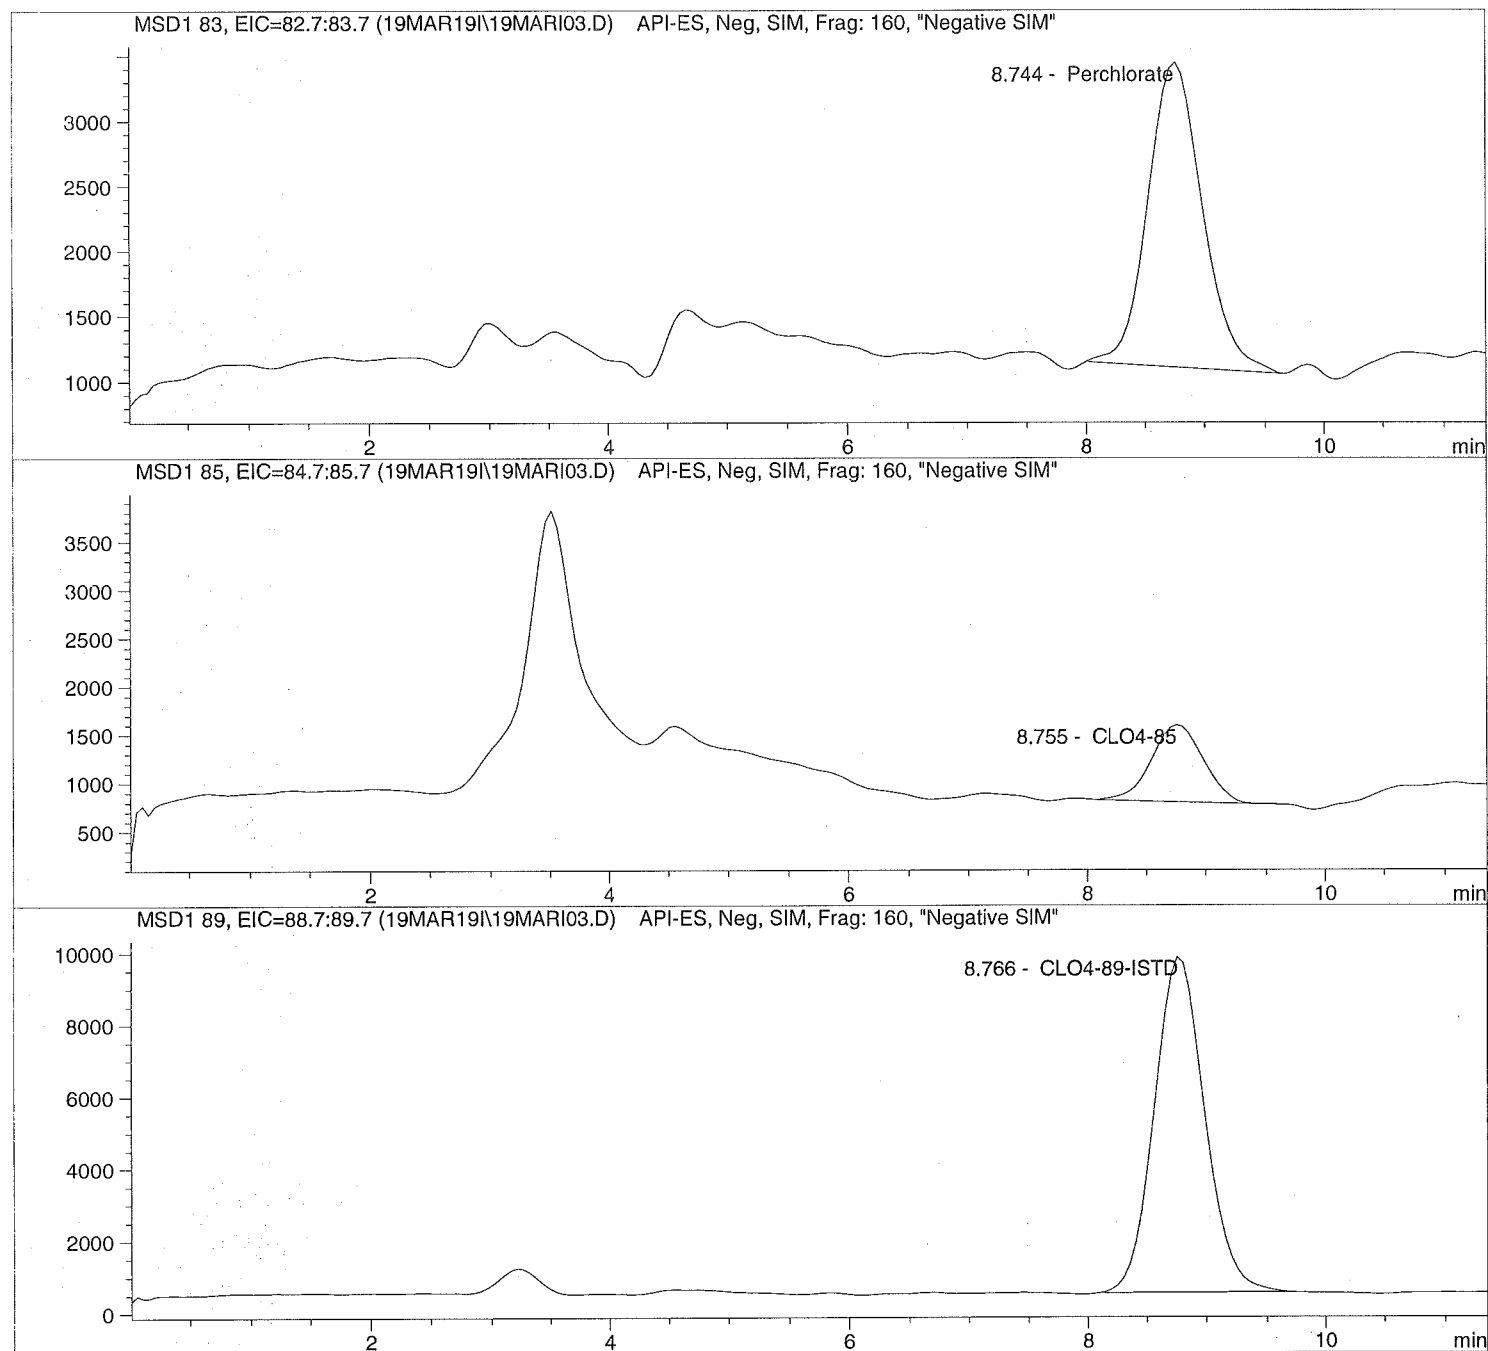 MSD1 83, EIC=82.7:83.7 (19MAR19I\19MARI03.D) API-ES, Neg, SIM, Frag: 160, "Negative SIM"
8.744 - Perchlorate
3000
2500
2000
1500
1000
2 4 6 8 10 min
MSD1 85, EIC=84.7:85.7 (19MAR19I\19MARI03.D) API-ES, Neg, SIM, Frag: 160, "Negative SIM"
3500
3000
2500
2000
1500
8.755 - CLO4-85
1000
500
2 4 6 8 10 min
MSD1 89, EIC=88.7:89.7 (19MAR19I\19MARI03.D) API-ES, Neg, SIM, Frag: 160, "Negative SIM"
10000
8.766 - CLO4-89-ISTD
8000
6000
4000
2000
0
2 4 6 8 10 min